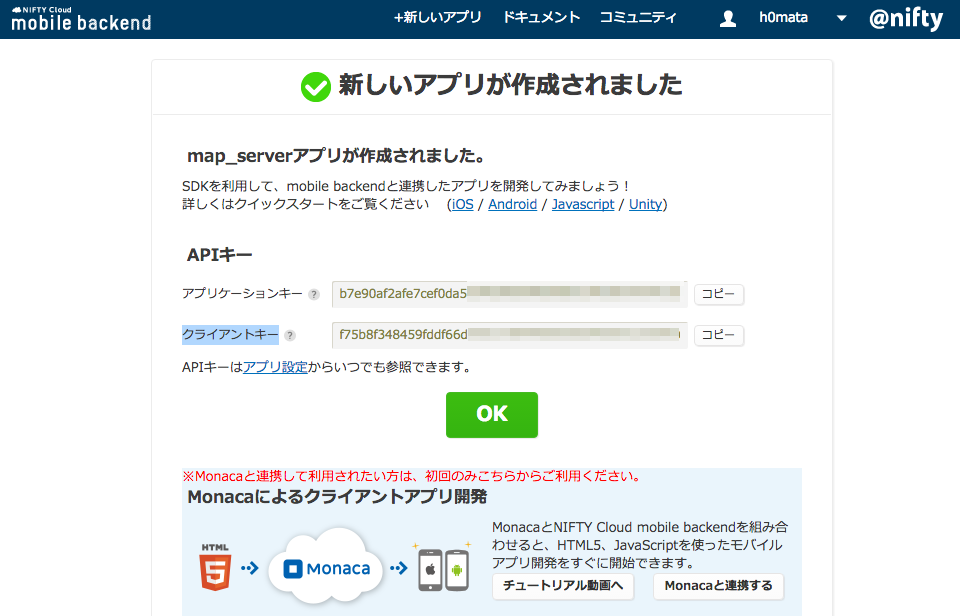 NIFTY Cloud
mobile backend
+新しいアプリ ドキュメント コミュニティ h0mata @nifty
新しいアプリが作成されました
map_serverアプリが作成されました。
SDKを利用して、mobile backendと連携したアプリを開発してみましょう！
詳しくはクイックスタートをご覧ください (iOS / Android / Javascript / Unity)
APIキー
アプリケーションキー ? b7e90af2afe7cef0da5 コピー
クライアントキー ? f75b8f348459fddf66d コピー
APIキーはアプリ設定からいつでも参照できます。
OK
※Monacaと連携して利用されたい方は、初回のみこちらからご利用ください。
Monacaによるクライアントアプリ開発
HTML
5
Monaca
MonacaとNIFTY Cloud mobile backendを組み合
わせると、HTML5、JavaScriptを使ったモバイル
アプリ開発をすぐに開始できます。
チュートリアル動画へ Monacaと連携する